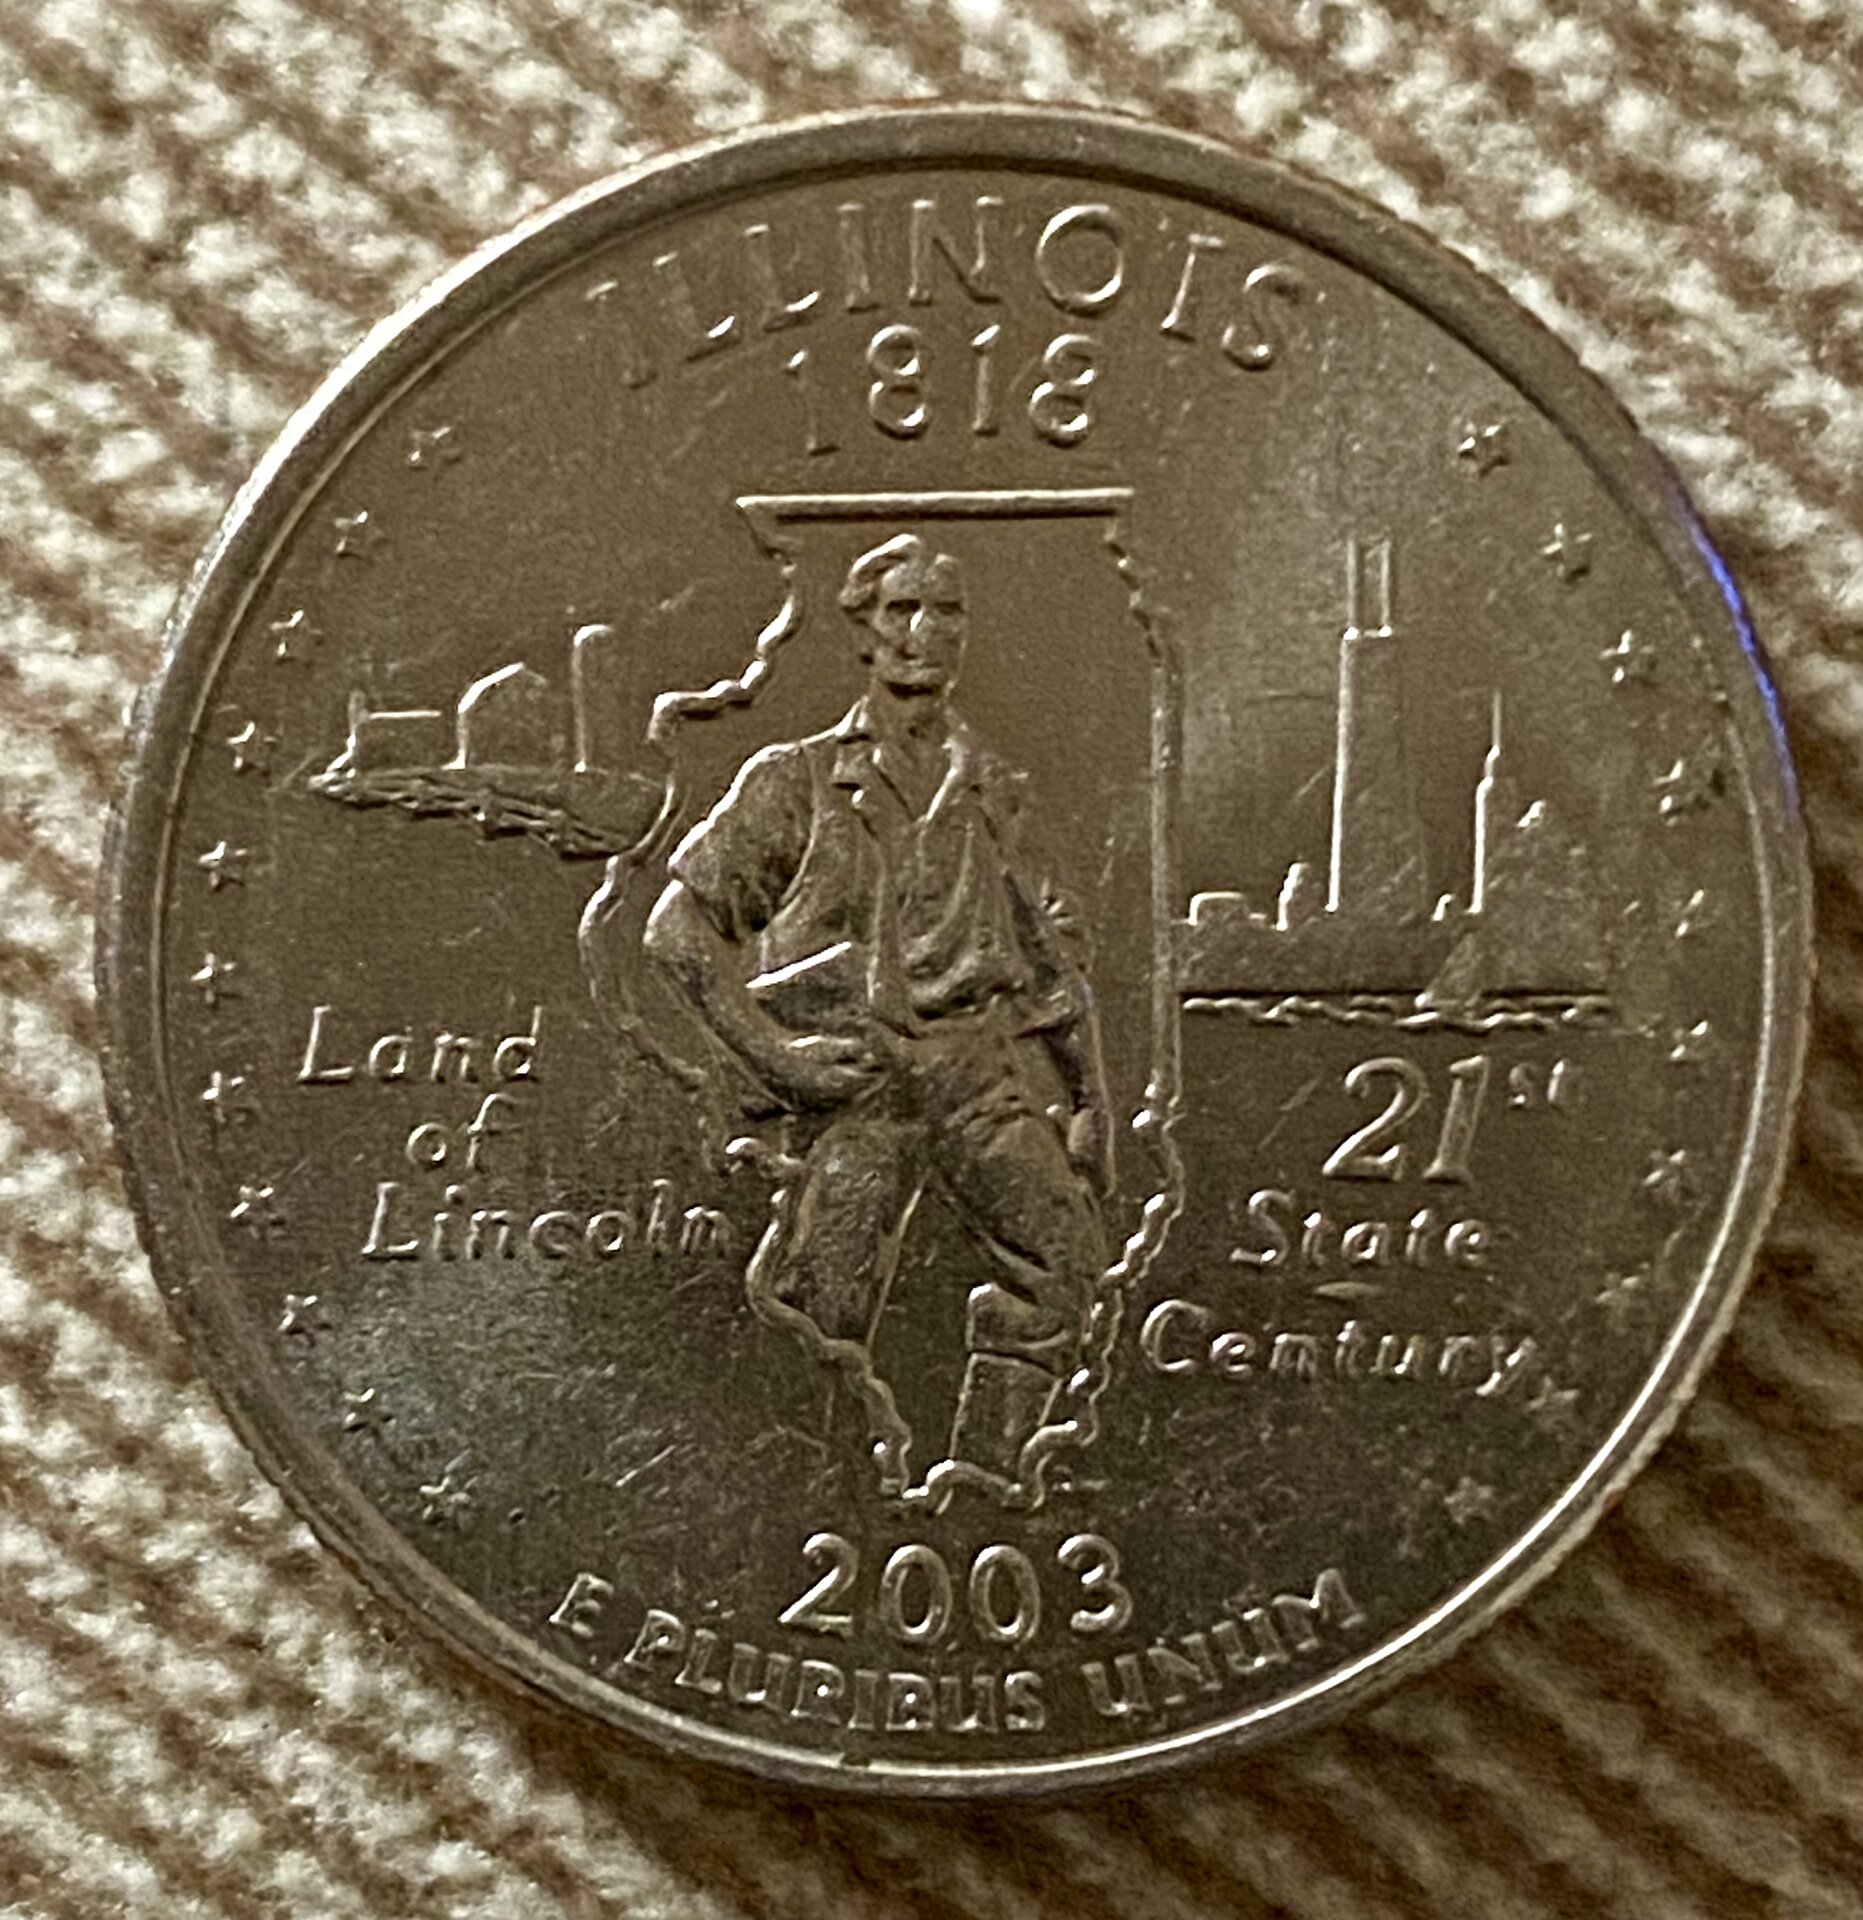 ILLINOIS
1818
Land
of
Lincoln
21st
State
Century
2003
E PLURIBUS UNUM